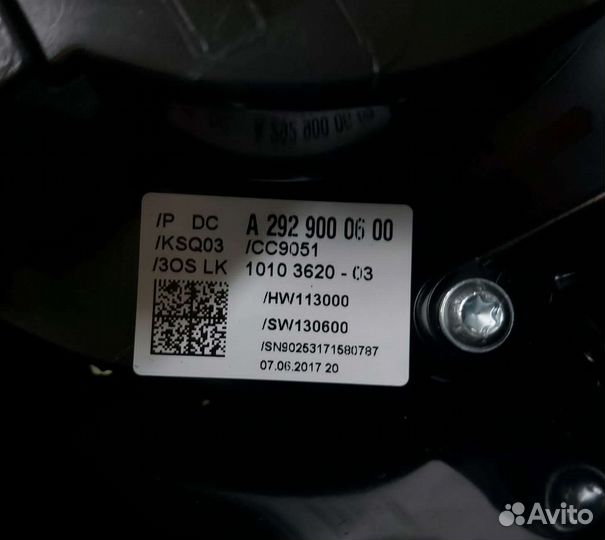 /P DC A 292 900 06 00
/KSQ03 /CC9051
/3OS LK 1010 3620 - 03
/HW113000
/SW130600
/SN90253171580787
07.06.2017 20
Avito